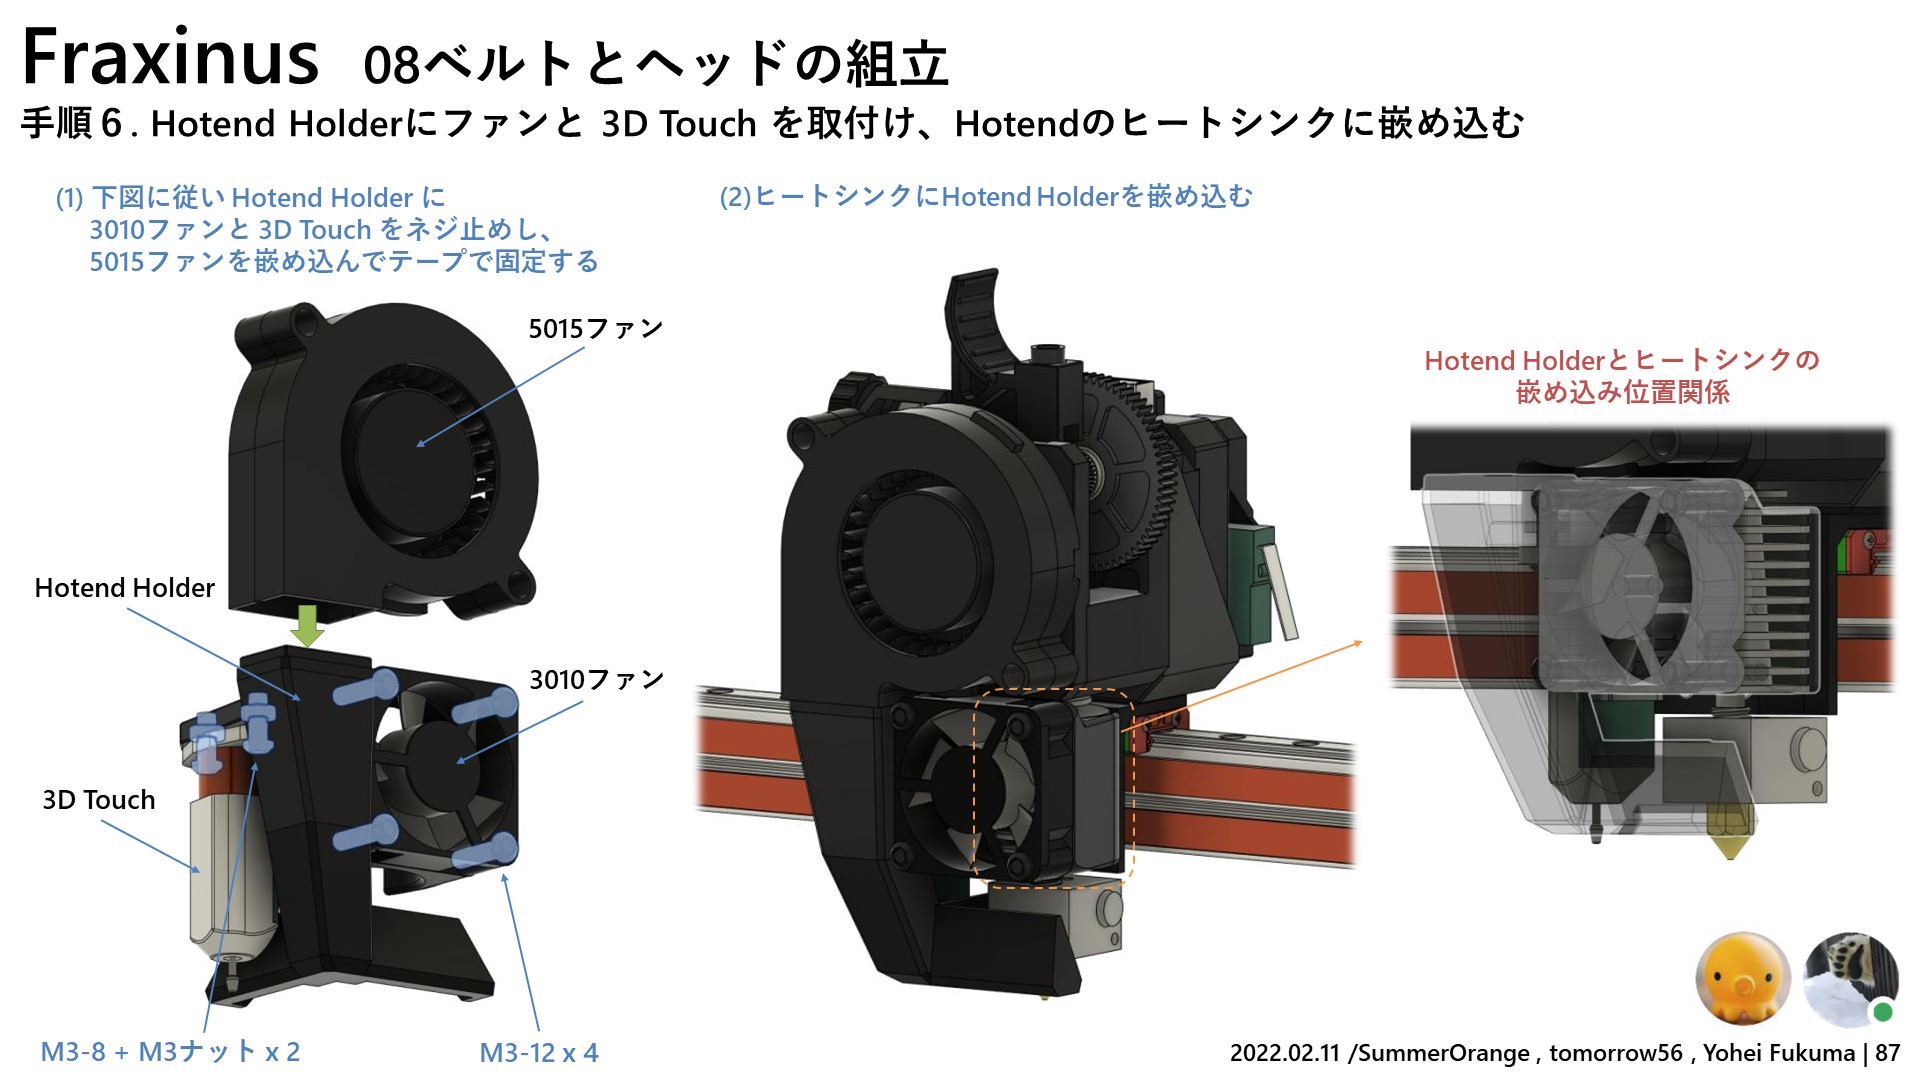 Fraxinus 08ベルトとヘッドの組立
手順６. Hotend Holderにファンと 3D Touch を取付け、Hotendのヒートシンクに嵌め込む
(1) 下図に従い Hotend Holder に
3010ファンと 3D Touch をネジ止めし、
5015ファンを嵌め込んでテープで固定する
(2)ヒートシンクにHotend Holderを嵌め込む
5015ファン
Hotend Holderとヒートシンクの
嵌め込み位置関係
Hotend Holder
3010ファン
3D Touch
M3-8 + M3ナット x 2
M3-12 x 4
2022.02.11 /SummerOrange , tomorrow56 , Yohei Fukuma | 87